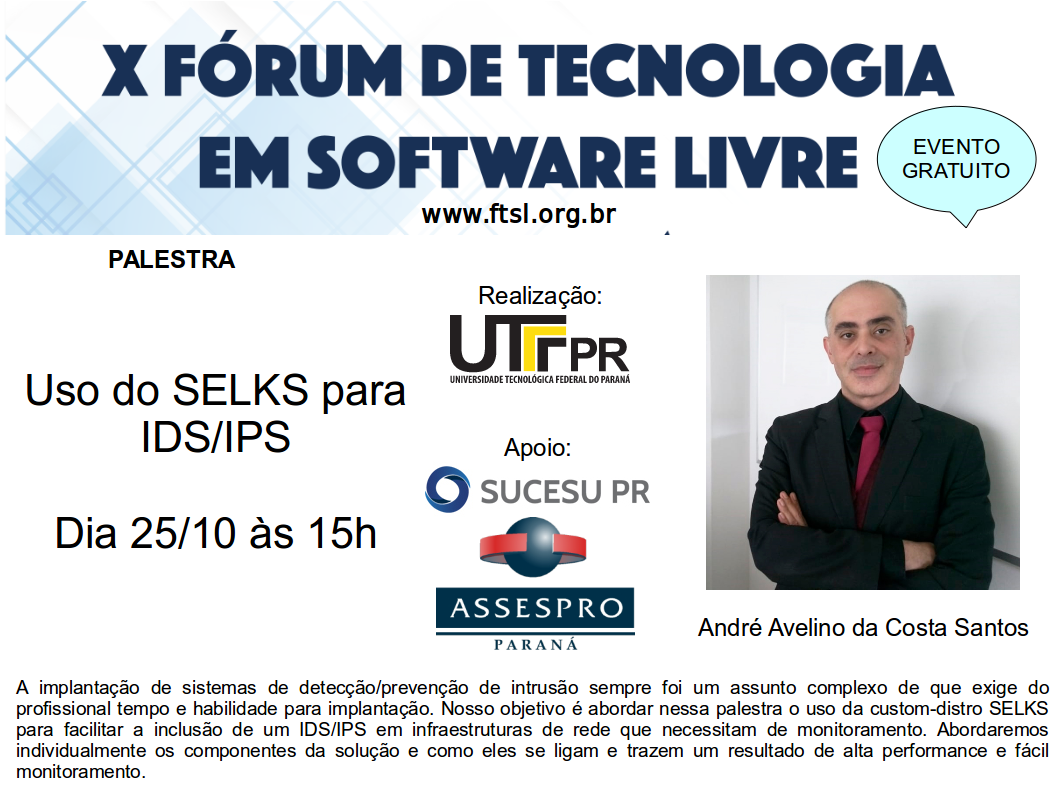 X FÓRUM DE TECNOLOGIA
EM SOFTWARE LIVRE
EVENTO
GRATUITO
www.ftsl.org.br
PALESTRA
Uso do SELKS para
IDS/IPS
Dia 25/10 às 15h
Realização:
UTFPR
UNIVERSIDADE TECNOLÓGICA FEDERAL DO PARANÁ
Apoio:
SUCESU PR
ASSESPRO
PARANÁ
André Avelino da Costa Santos
A implantação de sistemas de detecção/prevenção de intrusão sempre foi um assunto complexo de que exige do
profissional tempo e habilidade para implantação. Nosso objetivo é abordar nessa palestra o uso da custom-distro SELKS
para facilitar a inclusão de um IDS/IPS em infraestruturas de rede que necessitam de monitoramento. Abordaremos
individualmente os componentes da solução e como eles se ligam e trazem um resultado de alta performance e fácil
monitoramento.